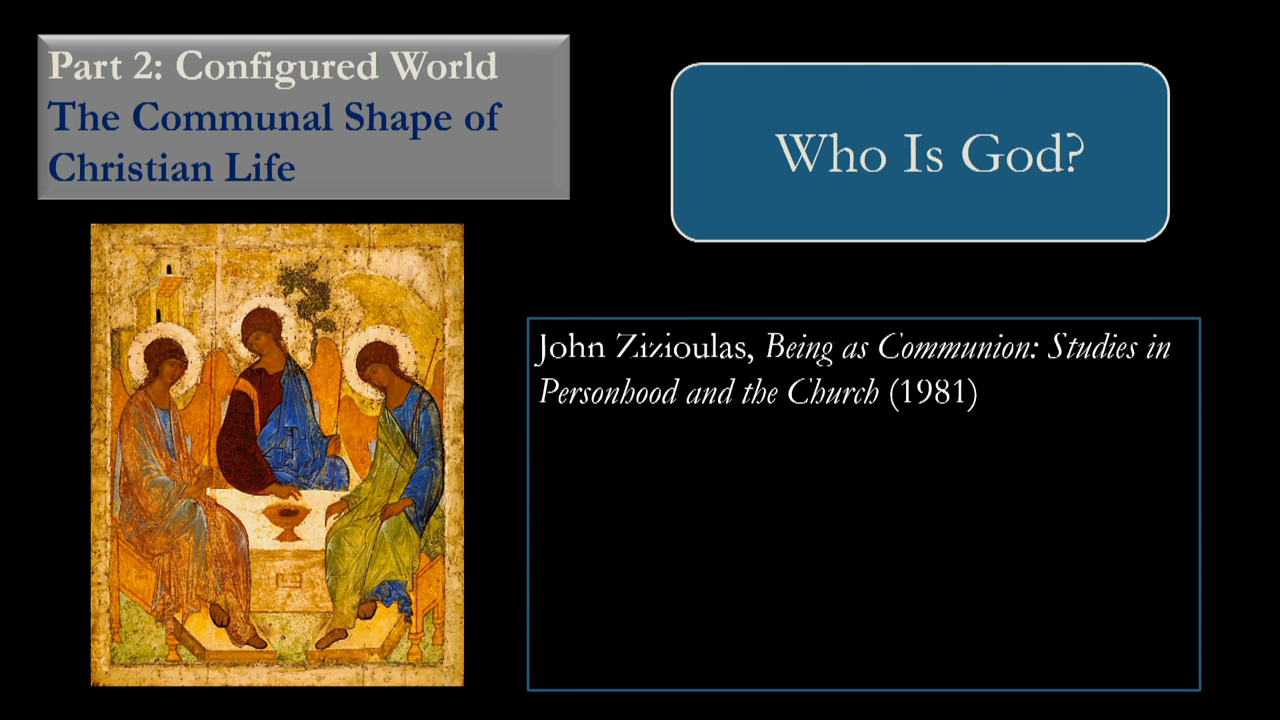 Part 2: Configured World
The Communal Shape of
Christian Life
Who Is God?
John Zizioulas, Being as Communion: Studies in
Personhood and the Church (1981)